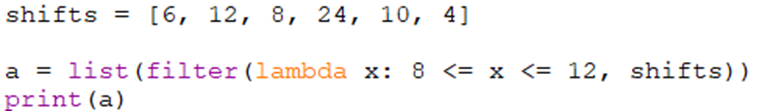 shifts = [6, 12, 8, 24, 10, 4]
a = list(filter(lambda x: 8 <= x <= 12, shifts))
print(a)